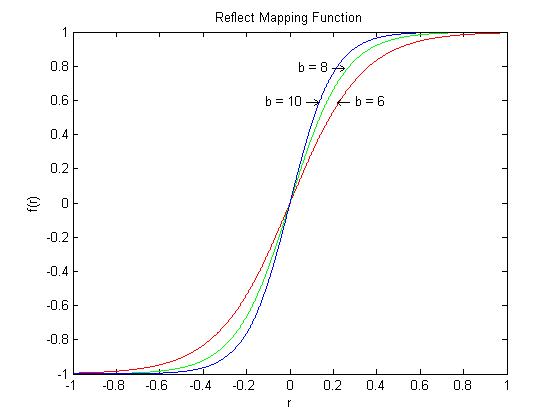 Reflect Mapping Function
1
0.8
0.6
0.4
0.2
0
-0.2
-0.4
-0.6
-0.8
-1
f(r)
b = 8
b = 10
b = 6
-1 -0.8 -0.6 -0.4 -0.2 0 0.2 0.4 0.6 0.8 1
r